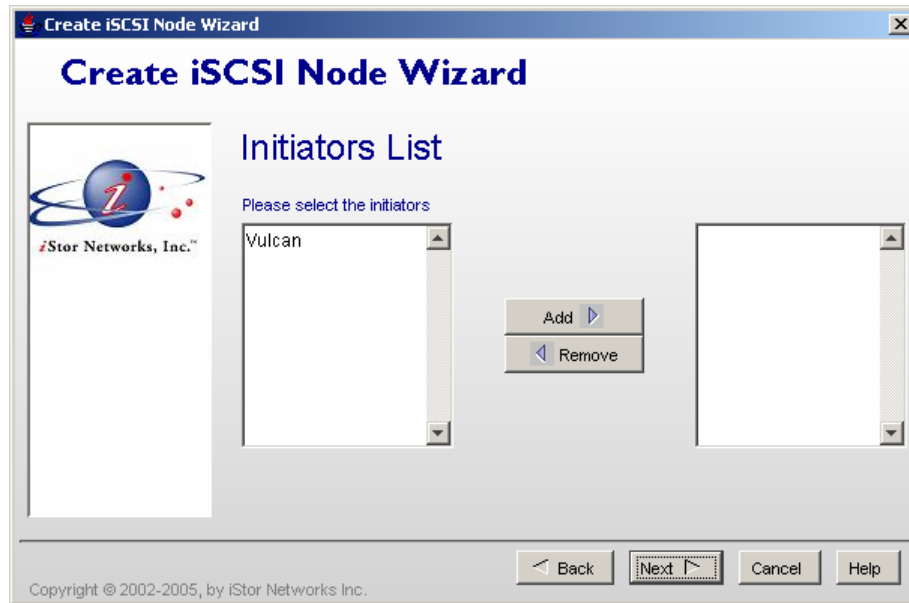 Create iSCSI Node Wizard
Create iSCSI Node Wizard
Initiators List
Please select the initiators
iStor Networks, Inc.™
Vulcan
Add
Remove
Back Next Cancel Help
Copyright © 2002-2005, by iStor Networks Inc.